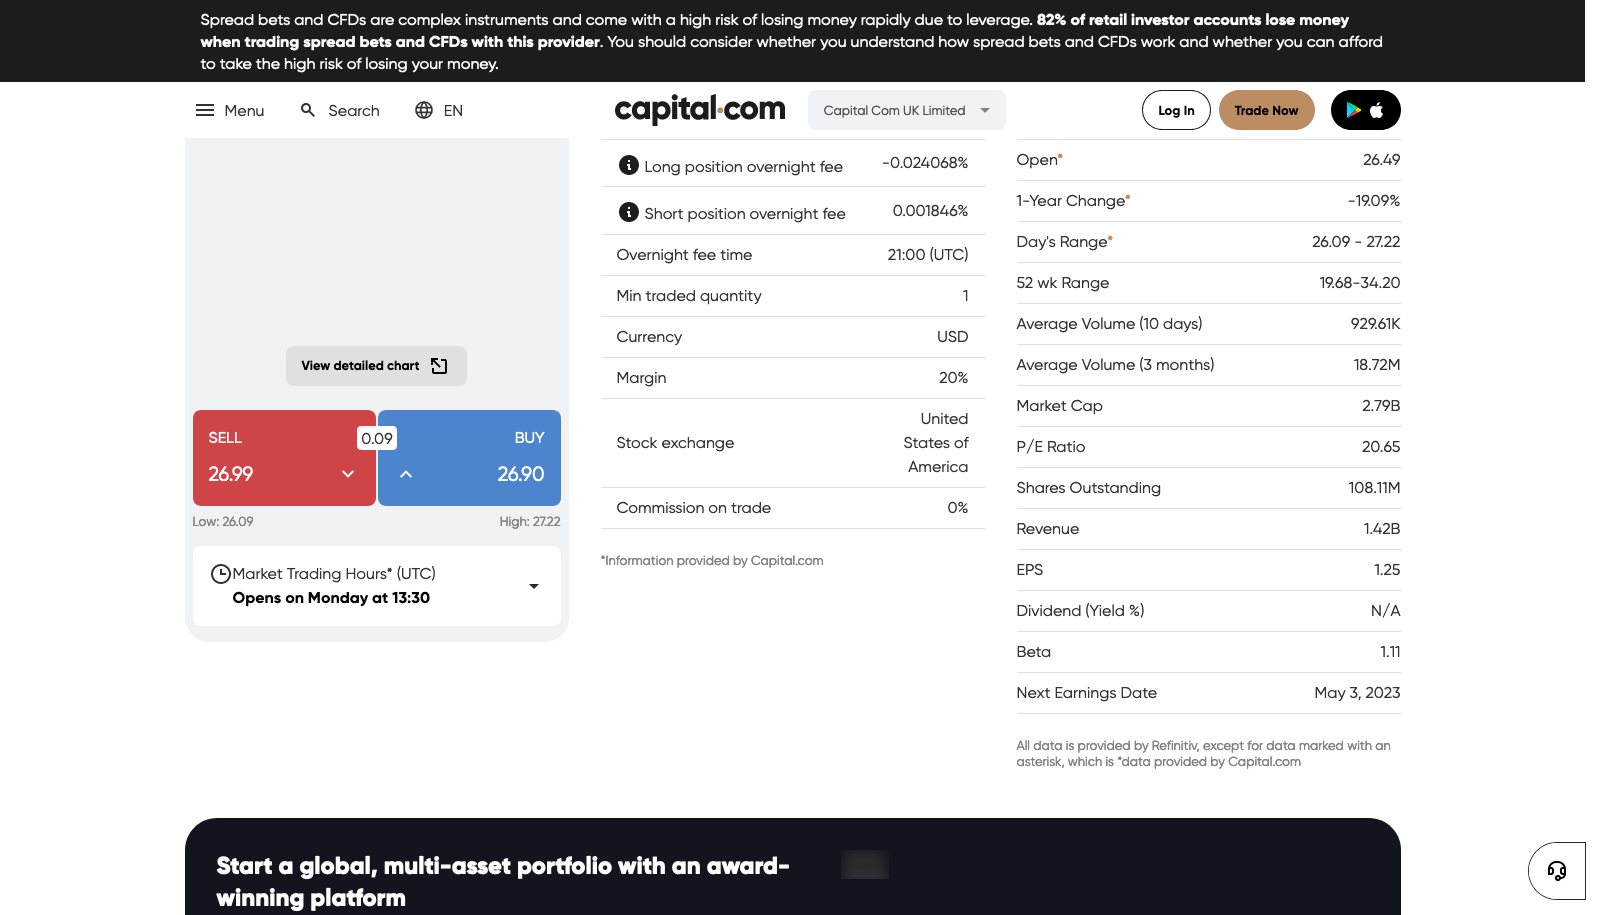 Spread bets and CFDs are complex instruments and come with a high risk of losing money rapidly due to leverage. 82% of retail investor accounts lose money
when trading spread bets and CFDs with this provider. You should consider whether you understand how spread bets and CFDs work and whether you can afford
to take the high risk of losing your money.
Menu Search EN capital.com Capital Com UK Limited Log In Trade Now
View detailed chart
SELL 0.09 BUY
26.99 26.90
Low: 26.09 High: 27.22
Market Trading Hours* (UTC)
Opens on Monday at 13:30
Long position overnight fee -0.024068%
Short position overnight fee 0.001846%
Overnight fee time 21:00 (UTC)
Min traded quantity 1
Currency USD
Margin 20%
Stock exchange United
States of
America
Commission on trade 0%
*Information provided by Capital.com
Open* 26.49
1-Year Change* -19.09%
Day's Range* 26.09 - 27.22
52 wk Range 19.68-34.20
Average Volume (10 days) 929.61K
Average Volume (3 months) 18.72M
Market Cap 2.79B
P/E Ratio 20.65
Shares Outstanding 108.11M
Revenue 1.42B
EPS 1.25
Dividend (Yield %) N/A
Beta 1.11
Next Earnings Date May 3, 2023
All data is provided by Refinitiv, except for data marked with an
asterisk, which is *data provided by Capital.com
Start a global, multi-asset portfolio with an award-
winning platform